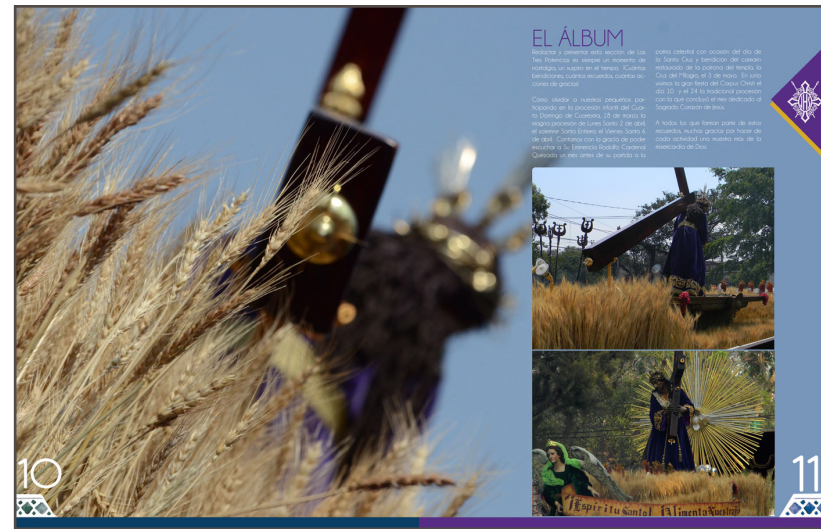 EL ÁLBUM
Redactar y presentar esta sección de Las
Tres Potencias es siempre un momento de
nostalgia, un suspiro en el tiempo. ¡Cuántas
bendiciones, cuántos recuerdos, cuántas ac-
ciones de gracias!
Cómo olvidar a nuestros pequeños par-
ticipando en la procesión infantil del Cuar-
to Domingo de Cuaresma, 18 de marzo, la
magna procesión de Lunes Santo 2 de abril,
el solemne Santo Entierro el Viernes Santo 6
de abril. Contamos con la gracia de poder
escuchar a Su Eminencia Rodolfo Cardenal
Quezada un mes antes de su partida a la
patria celestial con ocasión del día de
la Santa Cruz y bendición del camarín
restaurado de la patrona del templo, la
Cruz del Milagro, el 3 de mayo. En junio
vivimos la gran fiesta del Corpus Christi el
día 10 y el 24 la tradicional procesión
con la que concluyó el mes dedicado al
Sagrado Corazón de Jesús.
A todos los que forman parte de estos
recuerdos, muchas gracias por hacer de
cada actividad una muestra más de la
misericordia de Dios.
JHS
Espíritu Santo
Alimenta Nuestra
10
11